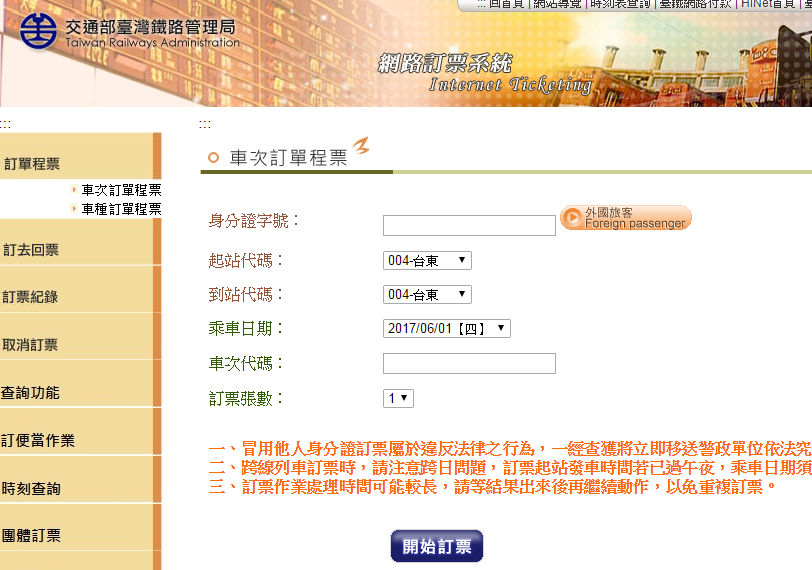 ::: 回首頁 | 網站導覽 | 時刻表查詢 | 臺鐵網路付款 | HiNet首頁 |
交通部臺灣鐵路管理局
Taiwan Railways Administration
網路訂票系統
Internet Ticketing
:::
訂單程票
車次訂單程票
車種訂單程票
訂去回票
訂票紀錄
取消訂票
查詢功能
訂便當作業
時刻查詢
團體訂票
:::
車次訂單程票
身分證字號：
外國旅客
Foreign passenger
起站代碼： 004-台東
到站代碼： 004-台東
乘車日期： 2017/06/01【四】
車次代碼：
訂票張數： 1
一、冒用他人身分證訂票屬於違反法律之行為，一經查獲將立即移送警政單位依法究
二、跨線列車訂票時，請注意跨日問題，訂票起站發車時間若已過午夜，乘車日期須
三、訂票作業處理時間可能較長，請等結果出來後再繼續動作，以免重複訂票。
開始訂票